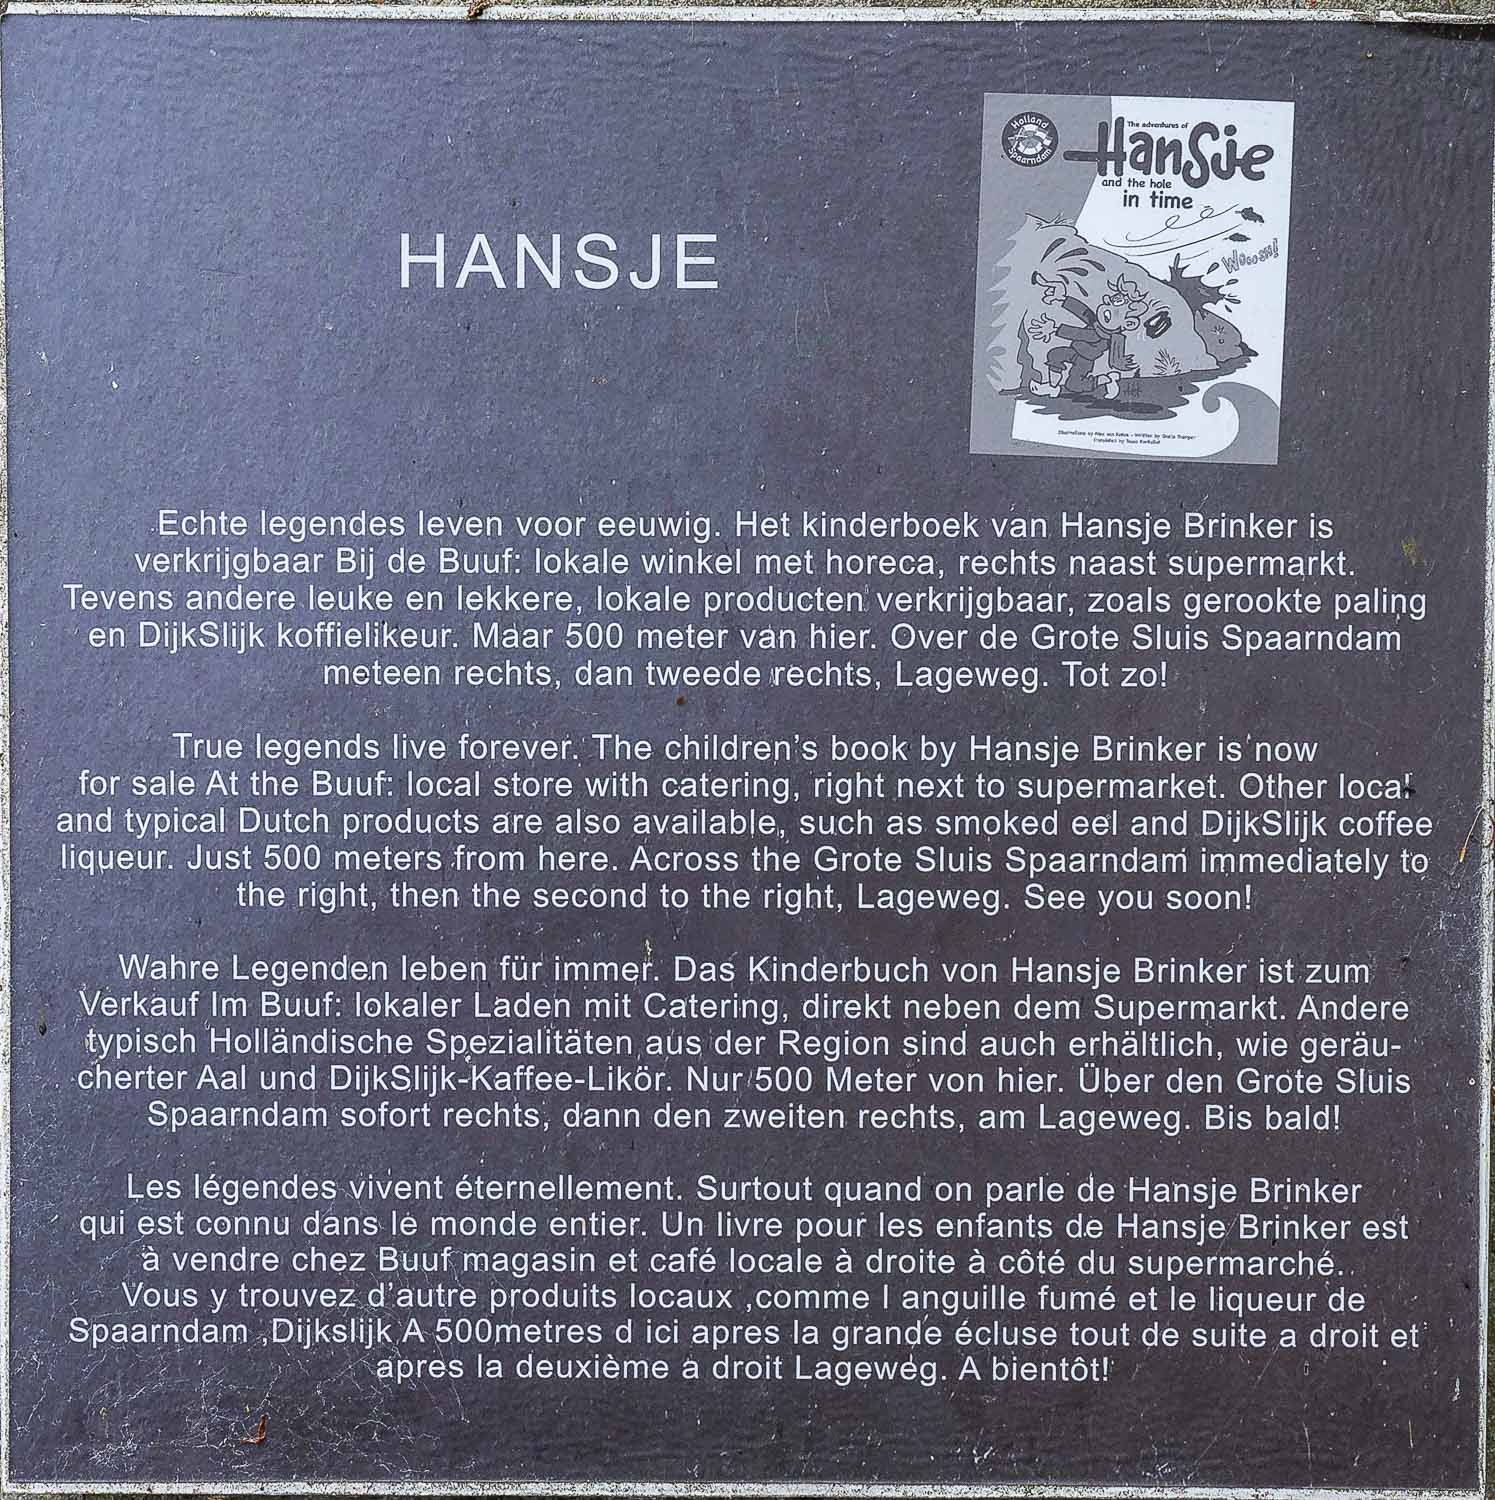 Holland
Spaarndam
The adventures of
HanSje
and the hole
in time
WOOOSH!
HANSJE
Echte legendes leven voor eeuwig. Het kinderboek van Hansje Brinker is
verkrijgbaar Bij de Buuf: lokale winkel met horeca, rechts naast supermarkt.
Tevens andere leuke en lekkere, lokale producten verkrijgbaar, zoals gerookte paling
en DijkSlijk koffielikeur. Maar 500 meter van hier. Over de Grote Sluis Spaarndam
meteen rechts, dan tweede rechts, Lageweg. Tot zo!
True legends live forever. The children's book by Hansje Brinker is now
for sale At the Buuf: local store with catering, right next to supermarket. Other local
and typical Dutch products are also available, such as smoked eel and DijkSlijk coffee
liqueur. Just 500 meters from here. Across the Grote Sluis Spaarndam immediately to
the right, then the second to the right, Lageweg. See you soon!
Wahre Legenden leben für immer. Das Kinderbuch von Hansje Brinker ist zum
Verkauf Im Buuf: lokaler Laden mit Catering, direkt neben dem Supermarkt. Andere
typisch Holländische Spezialitäten aus der Region sind auch erhältlich, wie geräu-
cherter Aal und DijkSlijk-Kaffee-Likör. Nur 500 Meter von hier. Über den Grote Sluis
Spaarndam sofort rechts, dann den zweiten rechts, am Lageweg. Bis bald!
Les légendes vivent éternellement. Surtout quand on parle de Hansje Brinker
qui est connu dans le monde entier. Un livre pour les enfants de Hansje Brinker est
à vendre chez Buuf magasin et café locale à droite à côté du supermarché.
Vous y trouvez d'autre produits locaux ,comme l anguille fumé et le liqueur de
Spaarndam ,Dijkslijk A 500metres d ici apres la grande écluse tout de suite a droit et
apres la deuxième a droit Lageweg. A bientôt!